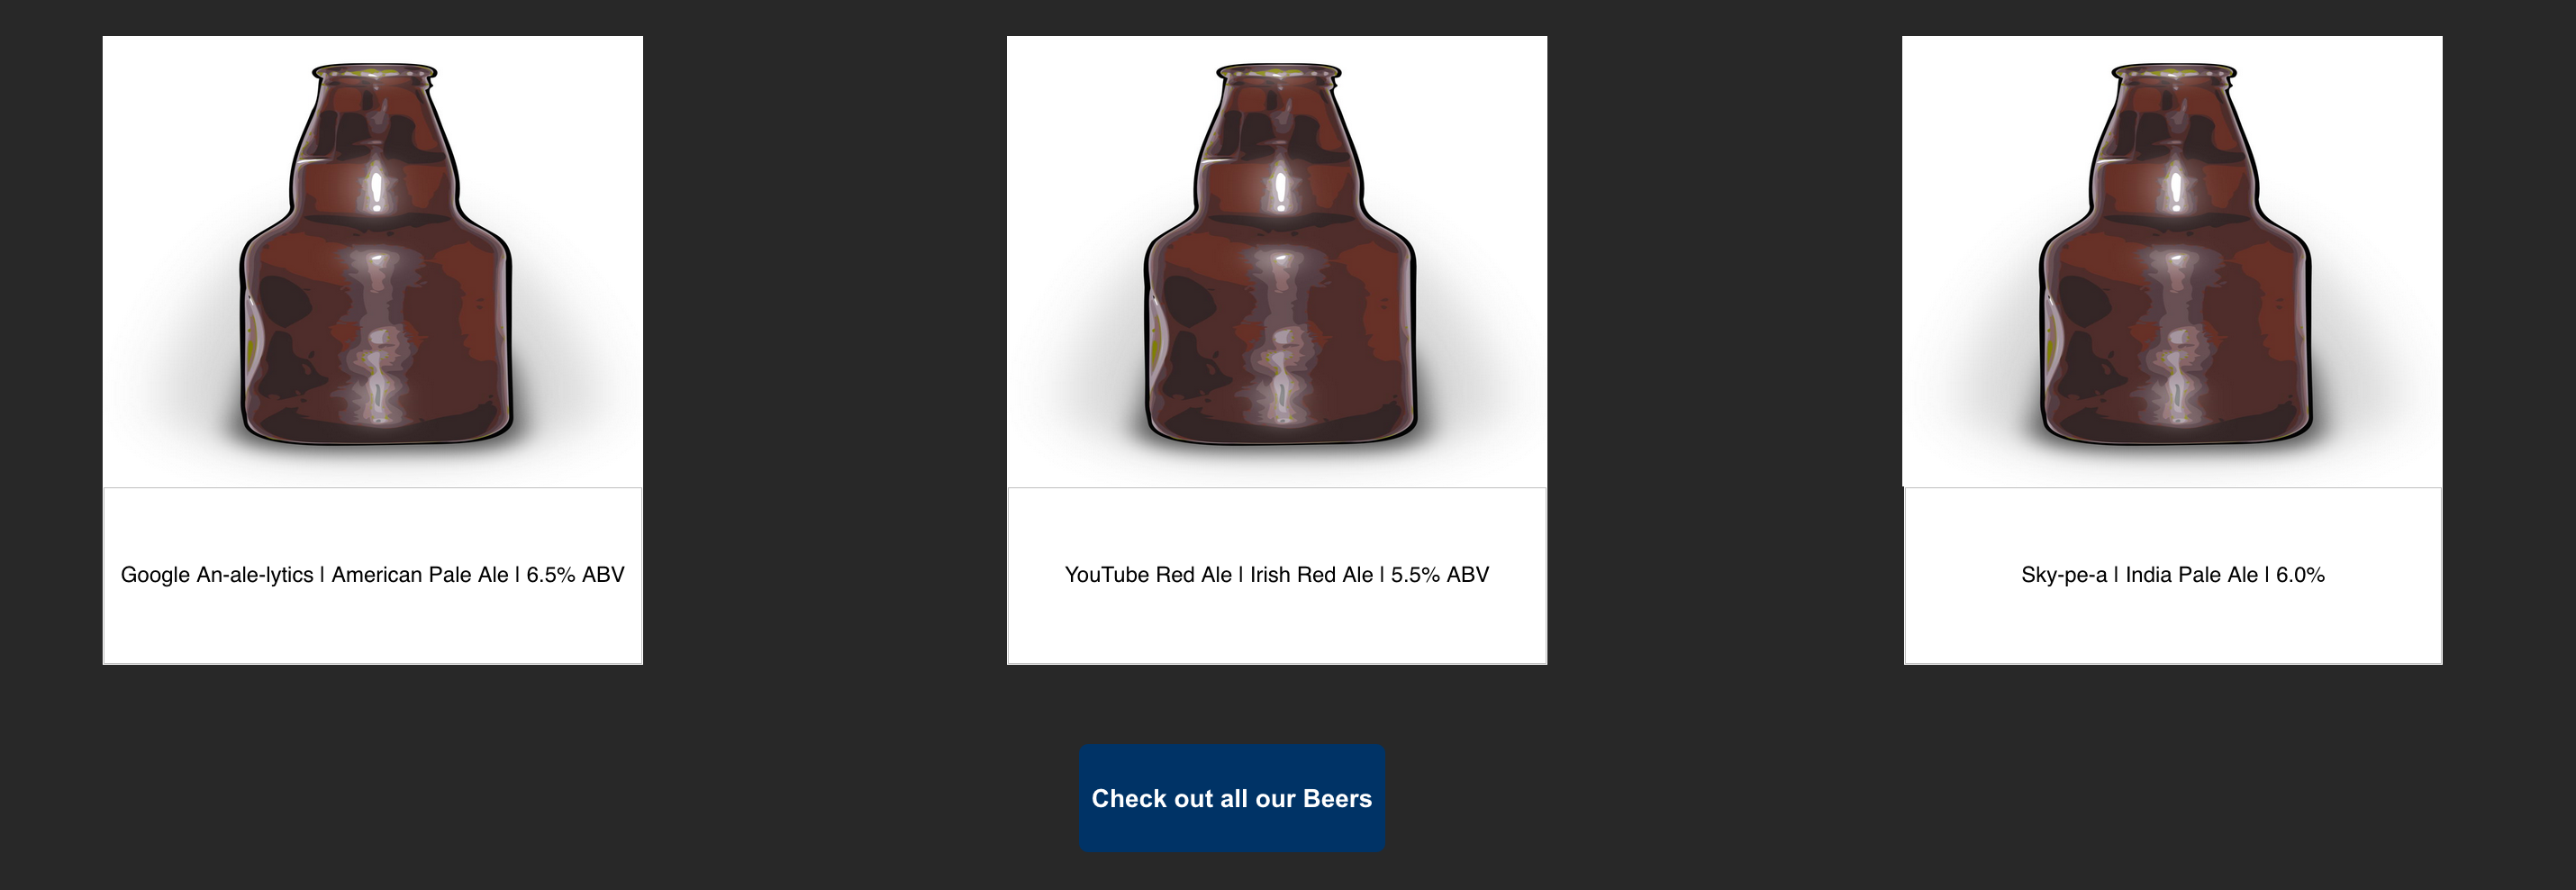 Google An-ale-lytics | American Pale Ale | 6.5% ABV
YouTube Red Ale | Irish Red Ale | 5.5% ABV
Sky-pe-a | India Pale Ale | 6.0%
Check out all our Beers